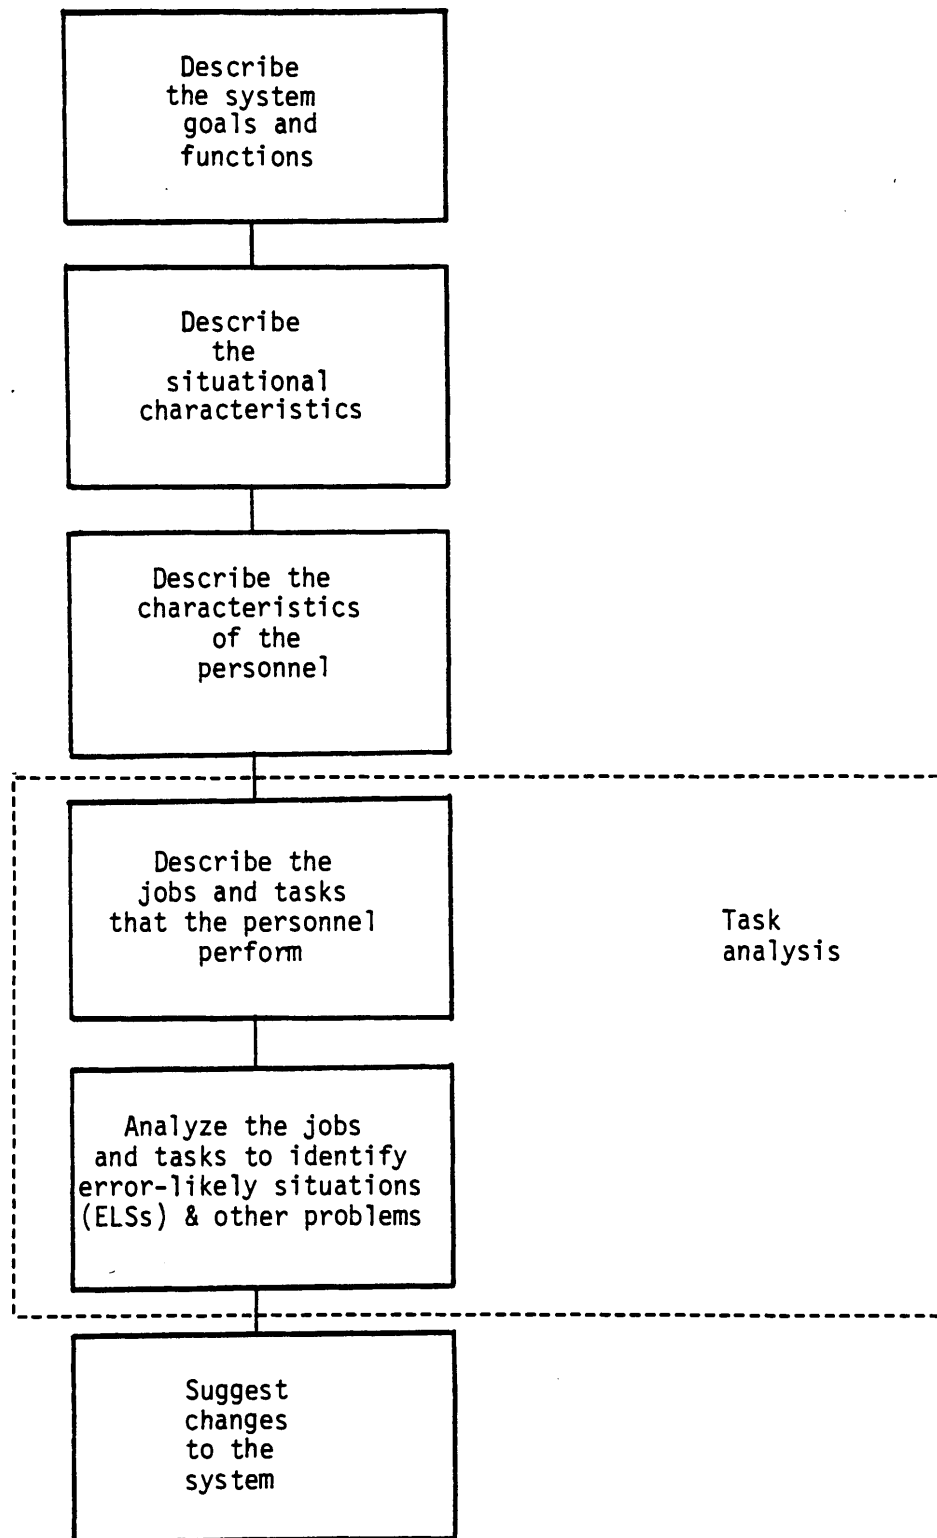 Describe
the system
goals and
functions
Describe
the
situational
characteristics
Describe the
characteristics
of the
personnel
Describe the
jobs and tasks
that the personnel
perform
Task
analysis
Analyze the jobs
and tasks to identify
error-likely situations
(ELSs) & other problems
Suggest
changes
to the
system